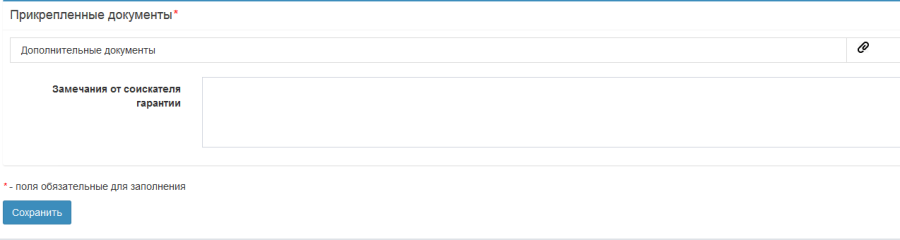 Прикрепленные документы*
Дополнительные документы
Замечания от соискателя
гарантии
* - поля обязательные для заполнения
Сохранить